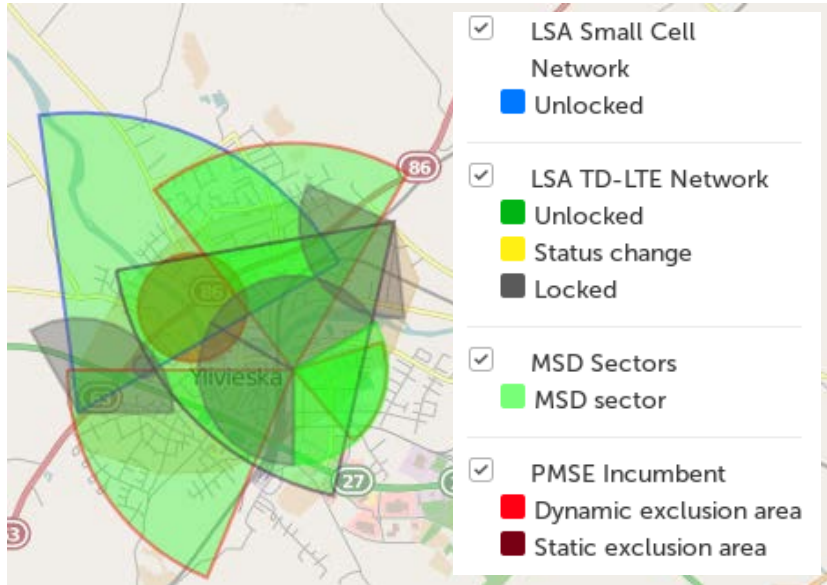 LSA Small Cell
Network
Unlocked
LSA TD-LTE Network
Unlocked
Status change
Locked
MSD Sectors
MSD sector
PMSE Incumbent
Dynamic exclusion area
Static exclusion area
86
86
Ylivieska
63
27